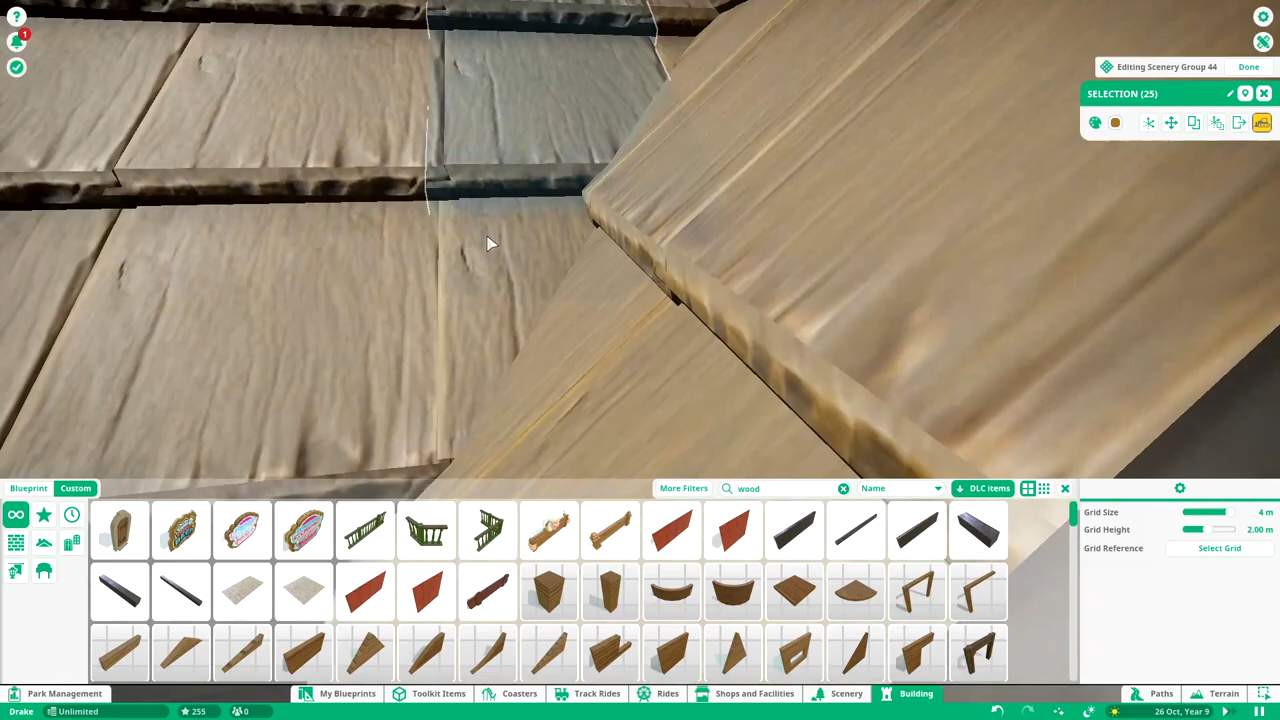 ?
1
Editing Scenery Group 44
Done
SELECTION (25)
Blueprint
Custom
More Filters
wood
Name
DLC items
Grid Size
4 m
Grid Height
2.00 m
Grid Reference
Select Grid
Park Management
My Blueprints
Toolkit Items
Coasters
Track Rides
Rides
Shops and Facilities
Scenery
Building
Paths
Terrain
Drake
Unlimited
255
0
26 Oct, Year 9